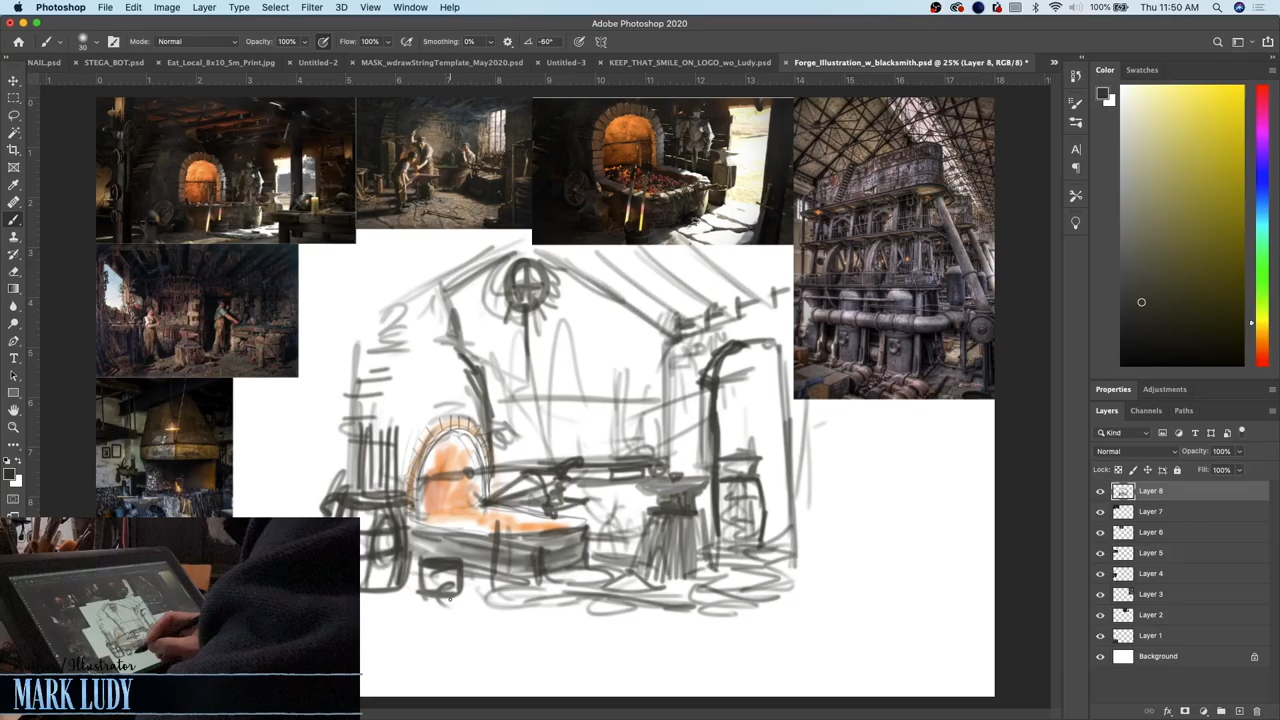 Photoshop File Edit Image Layer Type Select Filter 3D View Window Help
100% Thu 11:50 AM
Adobe Photoshop 2020
30 Mode: Normal Opacity: 100% Flow: 100% Smoothing: 0% -60°
NAIL.psd STEGA_BOT.psd Eat_Local_8x10_Sm_Print.jpg Untitled-2 MASK_wdrawStringTemplate_May2020.psd Untitled-3 KEEP_THAT_SMILE_ON_LOGO_wo_Ludy.psd Forge_Illustration_w_blacksmith.psd @ 25% (Layer 8, RGB/8) *
Color Swatches
Properties Adjustments
Layers Channels Paths
Kind
Normal Opacity: 100%
Lock: Fill: 100%
Layer 8
Layer 7
Layer 6
Layer 5
Layer 4
Layer 3
Layer 2
Layer 1
Background
/Illustrator
MARK LUDY